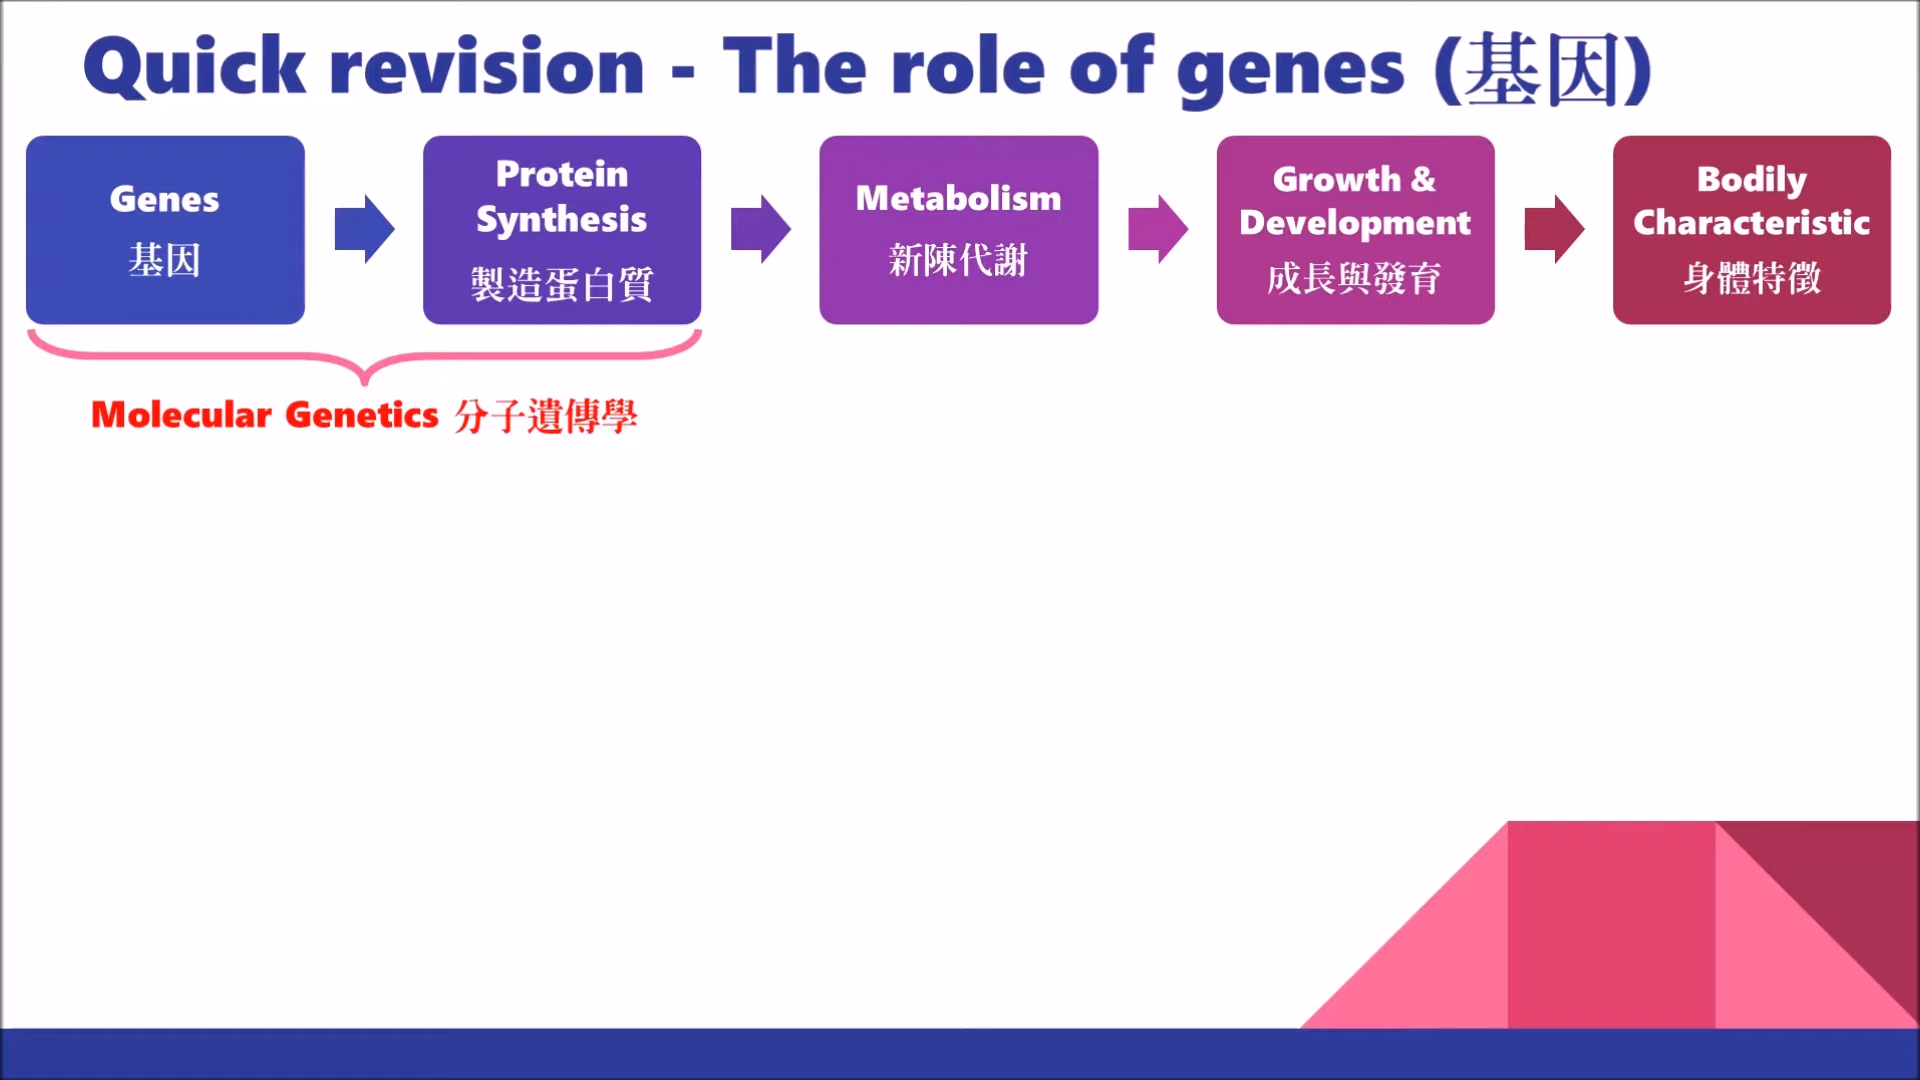 Quick revision - The role of genes (基因)
Genes
基因
Protein
Synthesis
製造蛋白質
Metabolism
新陳代謝
Growth &
Development
成長與發育
Bodily
Characteristic
身體特徵
Molecular Genetics 分子遺傳學